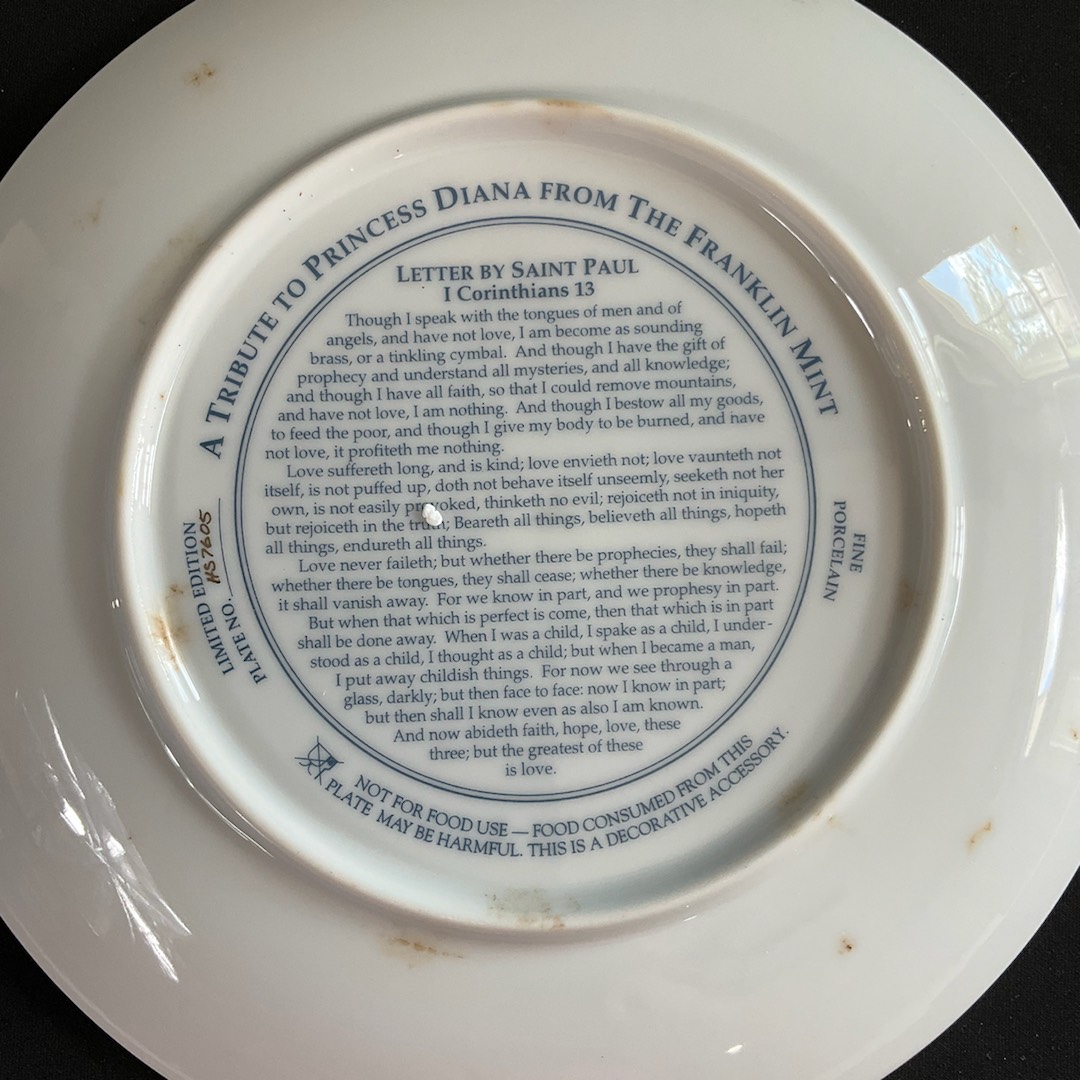 A TRIBUTE TO PRINCESS DIANA FROM THE FRANKLIN MINT
LETTER BY SAINT PAUL
I Corinthians 13
Though I speak with the tongues of men and of
angels, and have not love, I am become as sounding
brass, or a tinkling cymbal. And though I have the gift of
prophecy and understand all mysteries, and all knowledge;
and though I have all faith, so that I could remove mountains,
and have not love, I am nothing. And though I bestow all my goods,
to feed the poor, and though I give my body to be burned, and nave
not love, it profiteth me nothing.
Love suffereth long, and is kind; love envieth not; love vaunteth not
itself, is not puffed up, doth not behave itself unseemly, seeketh not her
own, is not easily provoked, thinketh no evil; rejoiceth not in iniquity,
but rejoiceth in the truth; Beareth all things, believeth all things, hopeth
all things, endureth all things.
Love never faileth; but whether there be prophecies, they shall fail;
whether there be tongues, they shall cease; whether there be knowledge,
it shall vanish away. For we know in part, and we prophesy in part.
But when that which is perfect is come, then that which is in part
shall be done away. When I was a child, I spake as a child, I under-
stood as a child, I thought as a child; but when I became a man,
I put away childish things. For now we see through a
glass, darkly; but then face to face: now I know in part;
but then shall I know even as also I am known.
And now abideth faith, hope, love, these
three; but the greatest of these
is love.
LIMITED EDITION
PLATE NO. HS7605
FINE
PORCELAIN
NOT FOR FOOD USE — FOOD CONSUMED FROM THIS
PLATE MAY BE HARMFUL. THIS IS A DECORATIVE ACCESSORY.